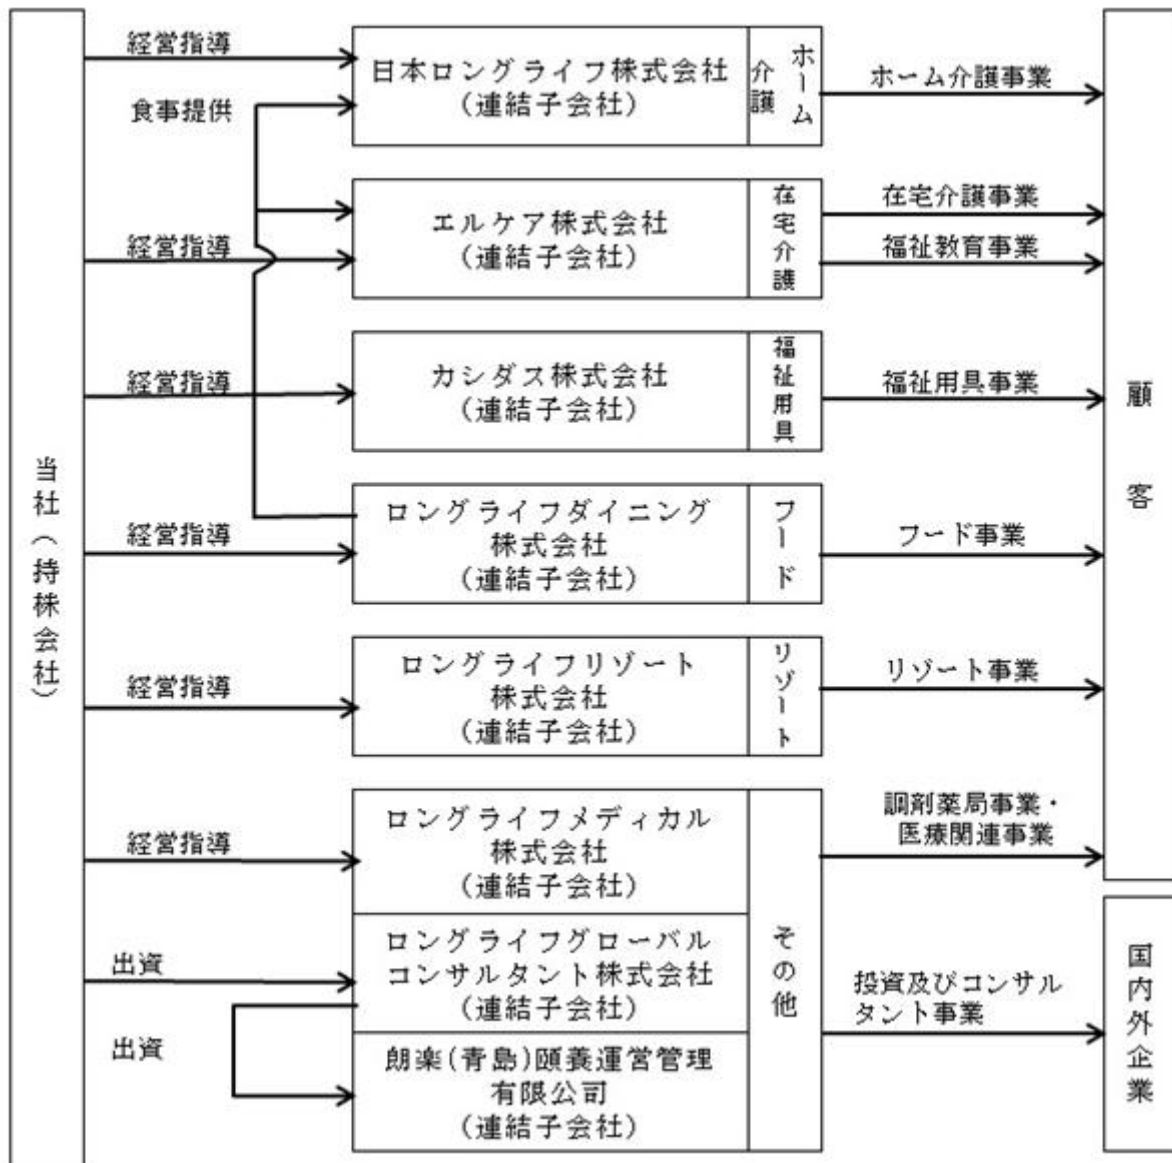 当社（持株会社）
経営指導
食事提供
日本ロングライフ株式会社
（連結子会社）
ホーム
介護
ホーム介護事業
経営指導
エルケア株式会社
（連結子会社）
在宅介護
在宅介護事業
福祉教育事業
経営指導
カシダス株式会社
（連結子会社）
福祉用具
福祉用具事業
経営指導
ロングライフダイニング
株式会社
（連結子会社）
フード
フード事業
経営指導
ロングライフリゾート
株式会社
（連結子会社）
リゾート
リゾート事業
経営指導
ロングライフメディカル
株式会社
（連結子会社）
調剤薬局事業・
医療関連事業
出資
ロングライフグローバル
コンサルタント株式会社
（連結子会社）
その他
投資及びコンサル
タント事業
出資
朗楽(青島)頤養運営管理
有限公司
（連結子会社）
顧客
国内外企業